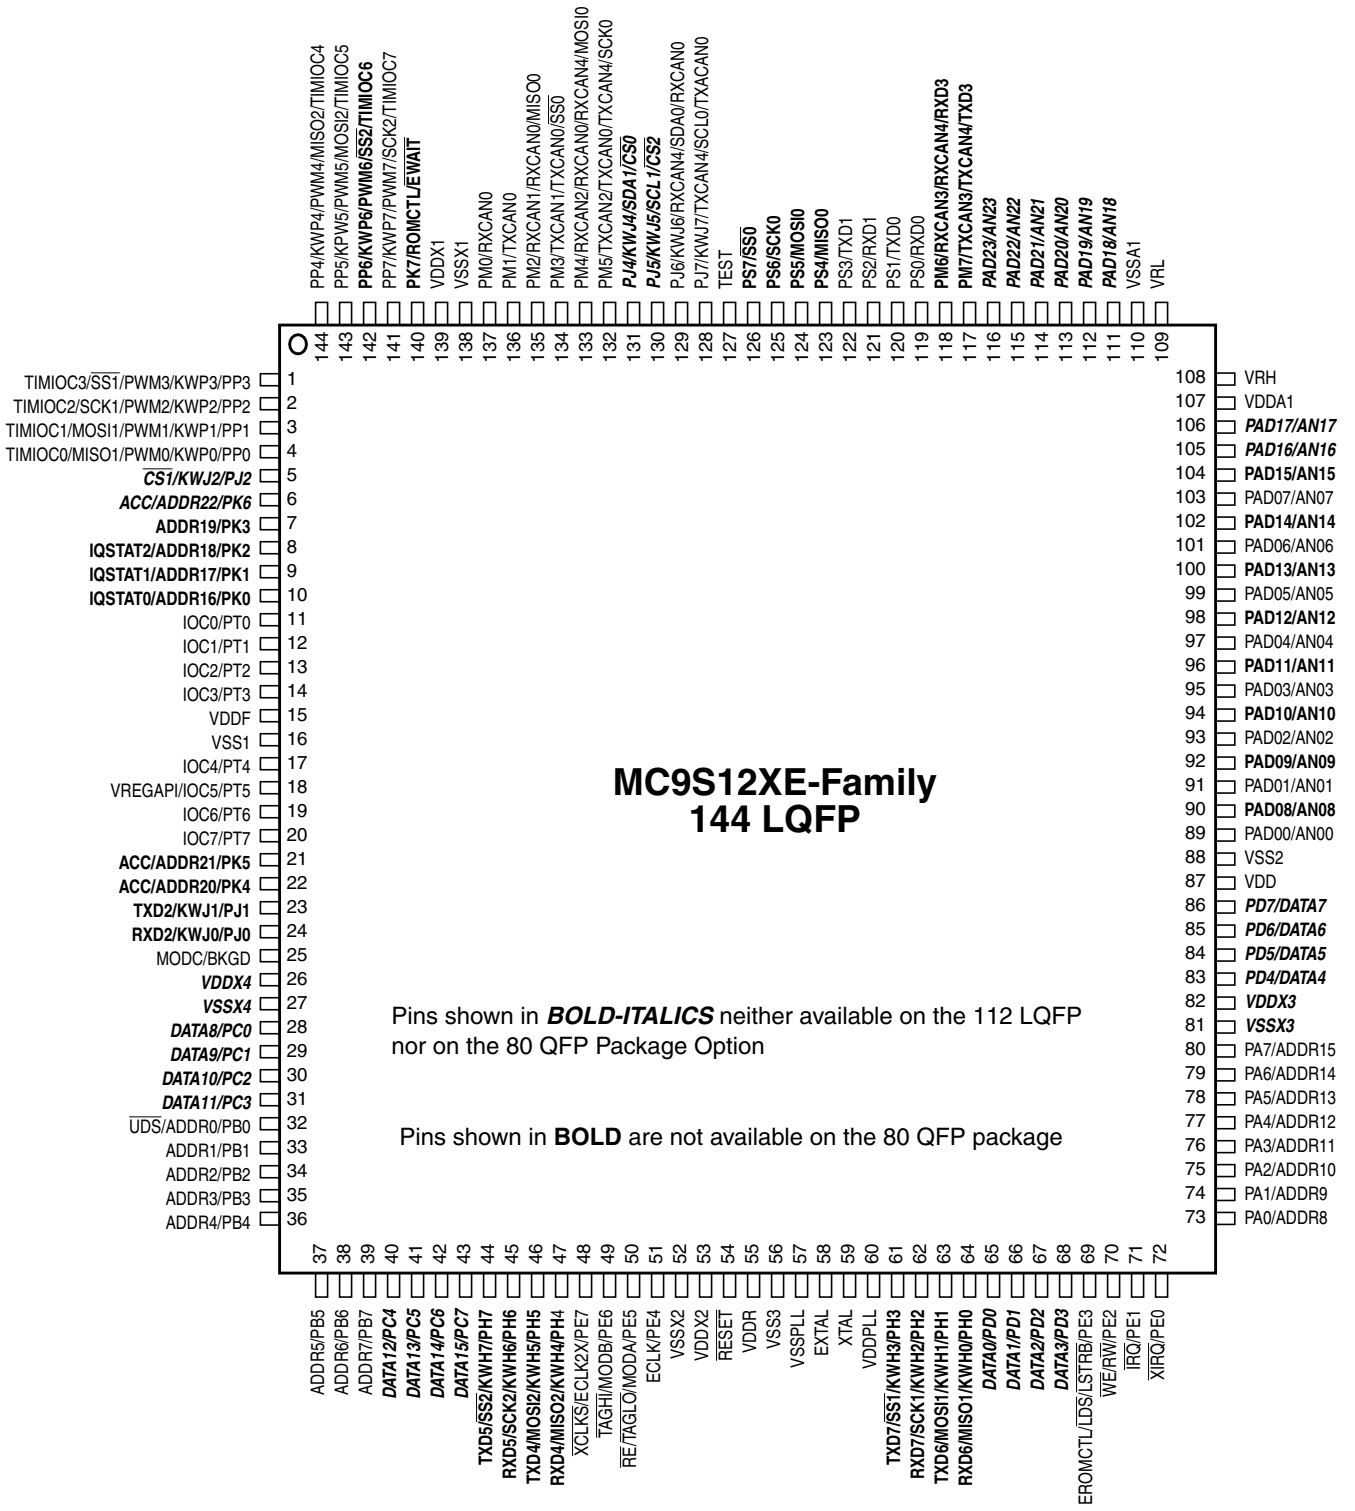 PP4/KWP4/PWM4/MISO2/TIMIOC4
PP5/KPW5/PWM5/MOSI2/TIMIOC5
PP6/KWP6/PWM6/SS2/TIMIOC6
PP7/KWP7/PWM7/SCK2/TIMIOC7
PK7/ROMCTL/EWAIT
VDDX1
VSSX1
PM0/RXCAN0
PM1/TXCAN0
PM2/RXCAN1/RXCAN0/MISO0
PM3/TXCAN1/TXCAN0/SS0
PM4/RXCAN2/RXCAN0/RXCAN4/MOSI0
PM5/TXCAN2/TXCAN0/TXCAN4/SCK0
PJ4/KWJ4/SDA1/CS0
PJ5/KWJ5/SCL1/CS2
PJ6/KWJ6/RXCAN4/SDA0/RXCAN0
PJ7/KWJ7/TXCAN4/SCL0/TXACAN0
TEST
PS7/SS0
PS6/SCK0
PS5/MOSI0
PS4/MISO0
PS3/TXD1
PS2/RXD1
PS1/TXD0
PS0/RXD0
PM6/RXCAN3/RXCAN4/RXD3
PM7/TXCAN3/TXCAN4/TXD3
PAD23/AN23
PAD22/AN22
PAD21/AN21
PAD20/AN20
PAD19/AN19
PAD18/AN18
VSSA1
VRL
144
143
142
141
140
139
138
137
136
135
134
133
132
131
130
129
128
127
126
125
124
123
122
121
120
119
118
117
116
115
114
113
112
111
110
109
TIMIOC3/SS1/PWM3/KWP3/PP3 1
TIMIOC2/SCK1/PWM2/KWP2/PP2 2
TIMIOC1/MOSI1/PWM1/KWP1/PP1 3
TIMIOC0/MISO1/PWM0/KWP0/PP0 4
CS1/KWJ2/PJ2 5
ACC/ADDR22/PK6 6
ADDR19/PK3 7
IQSTAT2/ADDR18/PK2 8
IQSTAT1/ADDR17/PK1 9
IQSTAT0/ADDR16/PK0 10
IOC0/PT0 11
IOC1/PT1 12
IOC2/PT2 13
IOC3/PT3 14
VDDF 15
VSS1 16
IOC4/PT4 17
VREGAPI/IOC5/PT5 18
IOC6/PT6 19
IOC7/PT7 20
ACC/ADDR21/PK5 21
ACC/ADDR20/PK4 22
TXD2/KWJ1/PJ1 23
RXD2/KWJ0/PJ0 24
MODC/BKGD 25
VDDX4 26
VSSX4 27
DATA8/PC0 28
DATA9/PC1 29
DATA10/PC2 30
DATA11/PC3 31
UDS/ADDR0/PB0 32
ADDR1/PB1 33
ADDR2/PB2 34
ADDR3/PB3 35
ADDR4/PB4 36
MC9S12XE-Family
144 LQFP
Pins shown in BOLD-ITALICS neither available on the 112 LQFP
nor on the 80 QFP Package Option
Pins shown in BOLD are not available on the 80 QFP package
108 VRH
107 VDDA1
106 PAD17/AN17
105 PAD16/AN16
104 PAD15/AN15
103 PAD07/AN07
102 PAD14/AN14
101 PAD06/AN06
100 PAD13/AN13
99 PAD05/AN05
98 PAD12/AN12
97 PAD04/AN04
96 PAD11/AN11
95 PAD03/AN03
94 PAD10/AN10
93 PAD02/AN02
92 PAD09/AN09
91 PAD01/AN01
90 PAD08/AN08
89 PAD00/AN00
88 VSS2
87 VDD
86 PD7/DATA7
85 PD6/DATA6
84 PD5/DATA5
83 PD4/DATA4
82 VDDX3
81 VSSX3
80 PA7/ADDR15
79 PA6/ADDR14
78 PA5/ADDR13
77 PA4/ADDR12
76 PA3/ADDR11
75 PA2/ADDR10
74 PA1/ADDR9
73 PA0/ADDR8
37
38
39
40
41
42
43
44
45
46
47
48
49
50
51
52
53
54
55
56
57
58
59
60
61
62
63
64
65
66
67
68
69
70
71
72
ADDR5/PB5
ADDR6/PB6
ADDR7/PB7
DATA12/PC4
DATA13/PC5
DATA14/PC6
DATA15/PC7
TXD5/SS2/KWH7/PH7
RXD5/SCK2/KWH6/PH6
TXD4/MOSI2/KWH5/PH5
RXD4/MISO2/KWH4/PH4
XCLKS/ECLK2X/PE7
TAGHI/MODB/PE6
RE/TAGLO/MODA/PE5
ECLK/PE4
VSSX2
VDDX2
RESET
VDDR
VSS3
VSSPLL
EXTAL
XTAL
VDDPLL
TXD7/SS1/KWH3/PH3
RXD7/SCK1/KWH2/PH2
TXD6/MOSI1/KWH1/PH1
RXD6/MISO1/KWH0/PH0
DATA0/PD0
DATA1/PD1
DATA2/PD2
DATA3/PD3
EROMCTL/LDS/LSTRB/PE3
WE/RW/PE2
IRQ/PE1
XIRQ/PE0